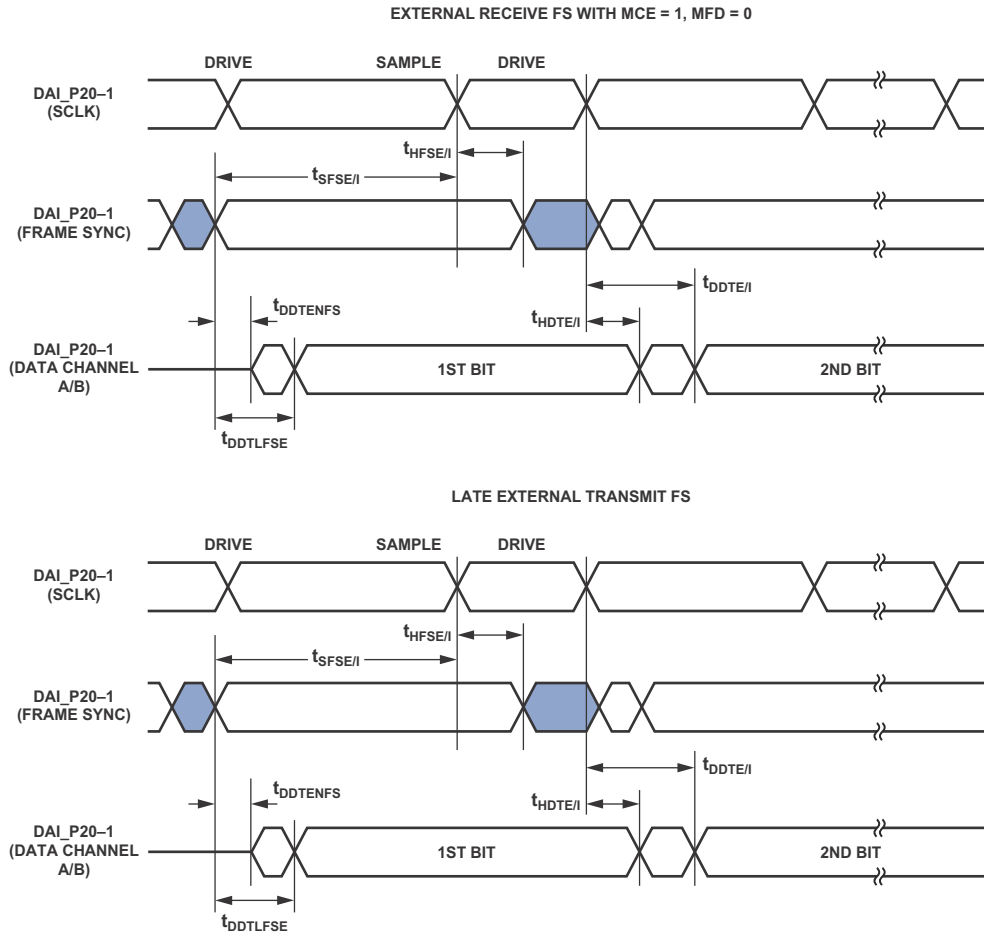 EXTERNAL RECEIVE FS WITH MCE = 1, MFD = 0
DRIVE SAMPLE DRIVE
DAI_P20–1
(SCLK)
tHFSE/I
tSFSE/I
DAI_P20–1
(FRAME SYNC)
tDDTE/I
tDDTENFS
tHDTE/I
DAI_P20–1
(DATA CHANNEL
A/B)
1ST BIT 2ND BIT
tDDTLFSE
LATE EXTERNAL TRANSMIT FS
DRIVE SAMPLE DRIVE
DAI_P20–1
(SCLK)
tHFSE/I
tSFSE/I
DAI_P20–1
(FRAME SYNC)
tDDTE/I
tDDTENFS
tHDTE/I
DAI_P20–1
(DATA CHANNEL
A/B)
1ST BIT 2ND BIT
tDDTLFSE